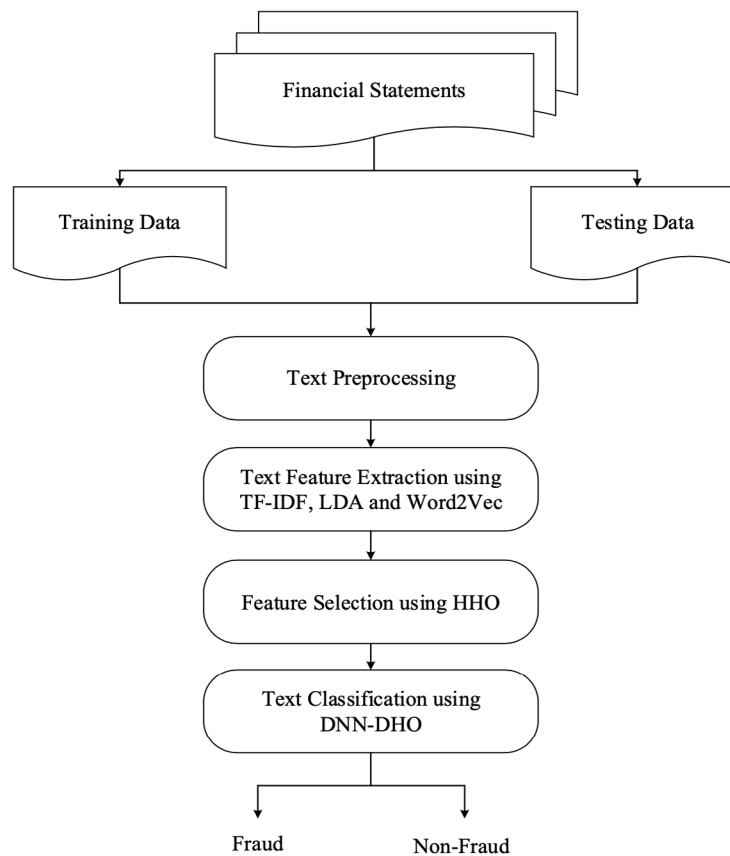 Financial Statements
Training Data
Testing Data
Text Preprocessing
Text Feature Extraction using
TF-IDF, LDA and Word2Vec
Feature Selection using HHO
Text Classification using
DNN-DHO
Fraud
Non-Fraud